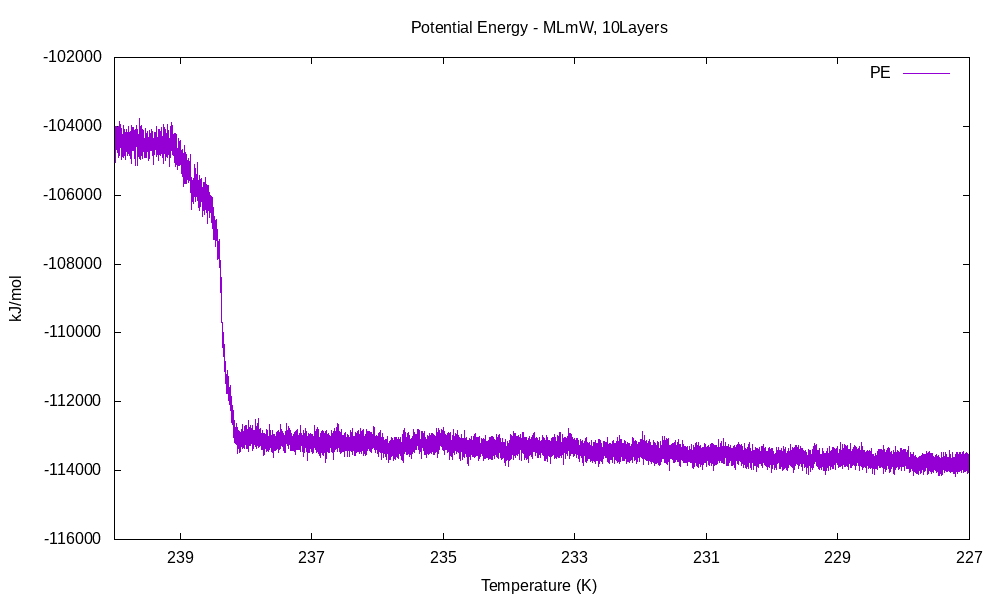 Potential Energy - MLmW, 10Layers
PE
-102000
-104000
-106000
-108000
-110000
-112000
-114000
-116000
kJ/mol
239 237 235 233 231 229 227
Temperature (K)